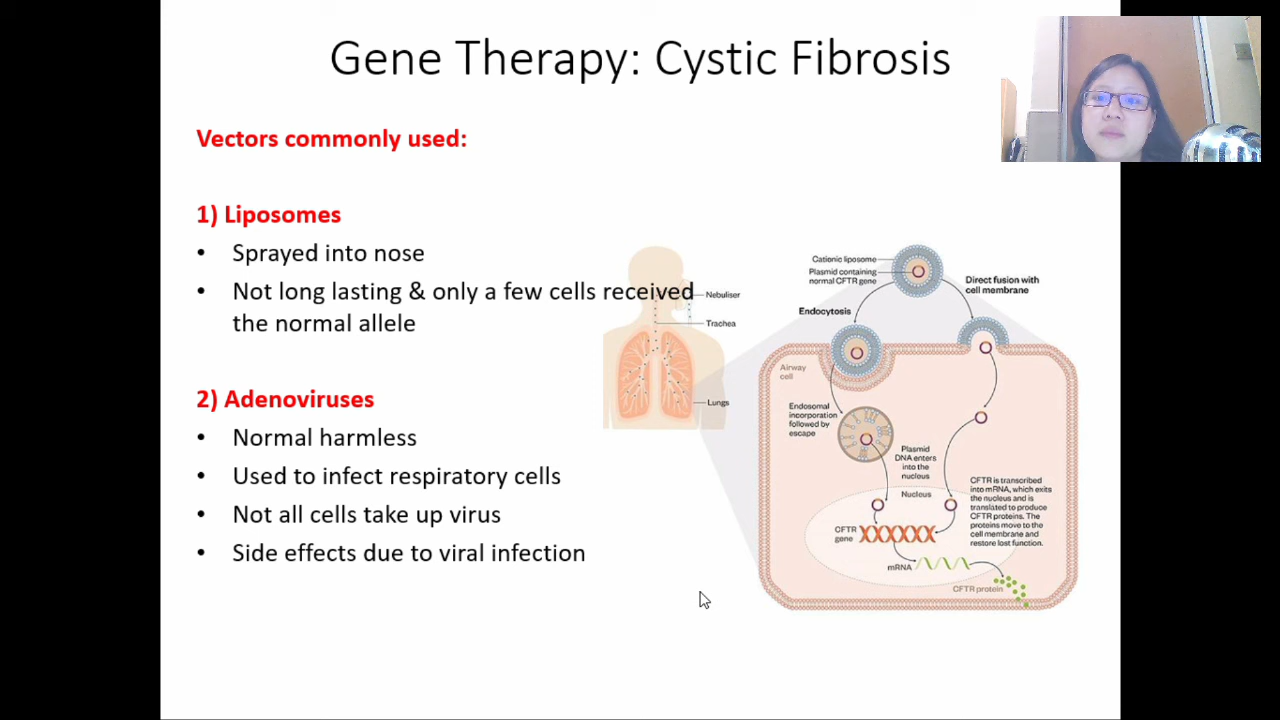 Gene Therapy: Cystic Fibrosis
Vectors commonly used:
1) Liposomes
• Sprayed into nose
• Not long lasting & only a few cells received
the normal allele
2) Adenoviruses
• Normal harmless
• Used to infect respiratory cells
• Not all cells take up virus
• Side effects due to viral infection
Nebuliser
Trachea
Lungs
Cationic liposome
Plasmid containing
normal CFTR gene
Direct fusion with
cell membrane
Endocytosis
Airway
cell
Endosomal
incorporation
followed by
escape
Plasmid
DNA enters
into the
nucleus
Nucleus
CFTR
gene
mRNA
CFTR is transcribed
into mRNA, which exits
the nucleus and is
translated to produce
CFTR proteins. The
proteins move to the
cell membrane and
restore lost function.
CFTR protein